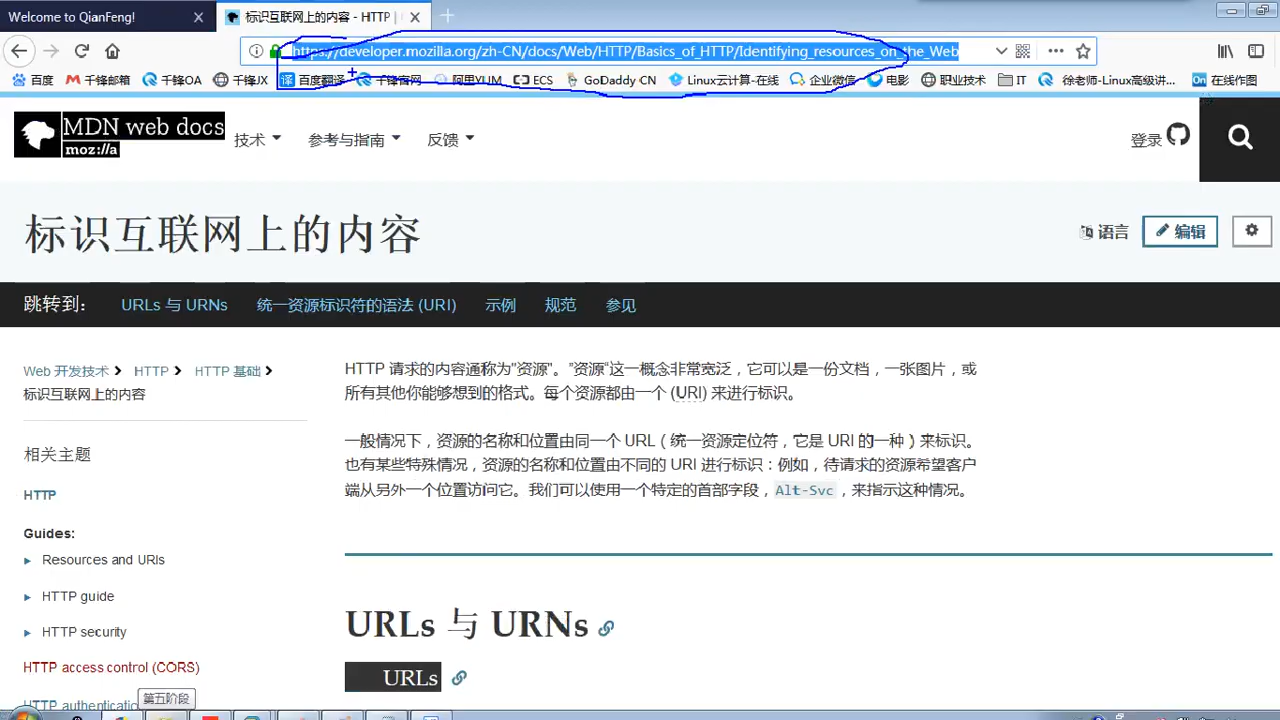 Welcome to QianFeng!
标识互联网上的内容 - HTTP |
https://developer.mozilla.org/zh-CN/docs/Web/HTTP/Basics_of_HTTP/Identifying_resources_on_the_Web
百度 千锋邮箱 千锋OA 千锋JX 百度翻译 千锋官网 阿里YUM ECS GoDaddy CN Linux云计算-在线 企业微信 电影 职业技术 IT 徐老师-Linux高级讲... 在线作图
MDN web docs
moz://a
技术 参考与指南 反馈 登录
标识互联网上的内容
语言 编辑
跳转到: URLs 与 URNs 统一资源标识符的语法 (URI) 示例 规范 参见
Web 开发技术 HTTP HTTP 基础
标识互联网上的内容
相关主题
HTTP
Guides:
Resources and URIs
HTTP guide
HTTP security
HTTP access control (CORS)
HTTP authentication
第五阶段
HTTP 请求的内容通称为"资源"。"资源"这一概念非常宽泛，它可以是一份文档，一张图片，或
所有其他你能够想到的格式。每个资源都由一个 (URI) 来进行标识。
一般情况下，资源的名称和位置由同一个 URL（统一资源定位符，它是 URI 的一种）来标识。
也有某些特殊情况，资源的名称和位置由不同的 URI 进行标识：例如，待请求的资源希望客户
端从另外一个位置访问它。我们可以使用一个特定的首部字段，Alt-Svc，来指示这种情况。
URLs 与 URNs
URLs